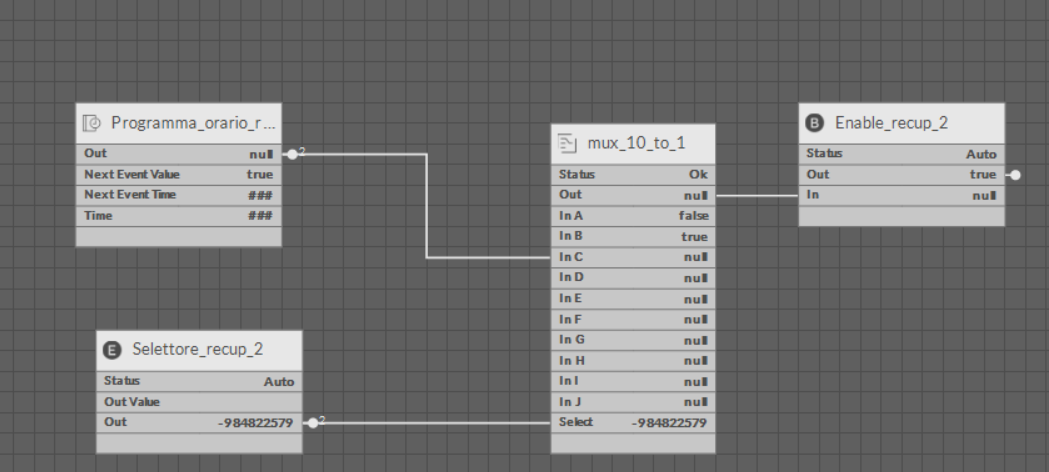 Programma_orario_r...
Out null
2
Next Event Value true
Next Event Time ###
Time ###
E Selettore_recup_2
Status Auto
Out Value
Out -984822579
2
mux_10_to_1
Status Ok
Out null
In A false
In B true
In C null
In D null
In E null
In F null
In G null
In H null
In I null
In J null
Select -984822579
B Enable_recup_2
Status Auto
Out true
In null